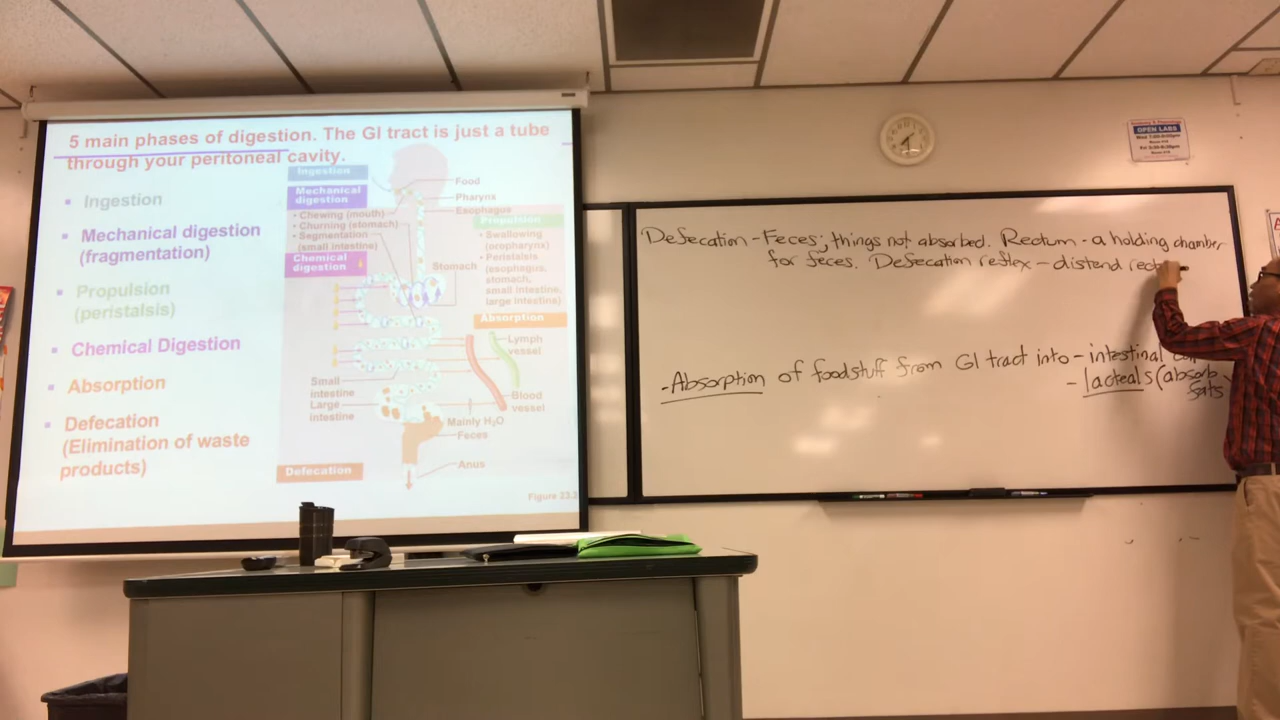 5 main phases of digestion. The GI tract is just a tube
through your peritoneal cavity.
Ingestion
Mechanical digestion
(fragmentation)
Propulsion
(peristalsis)
Chemical Digestion
Absorption
Defecation
(Elimination of waste
products)
Ingestion
Mechanical
digestion
• Chewing (mouth)
• Churning (stomach)
• Segmentation
(small intestine)
Chemical
digestion
Food
Pharynx
Esophagus
Propulsion
• Swallowing
(oropharynx)
• Peristalsis
(esophagus,
stomach,
small intestine,
large intestine)
Stomach
Absorption
Lymph
vessel
Small
intestine
Large
intestine
Blood
vessel
Mainly H2O
Feces
Anus
Defecation
Figure 23.2
Defecation - Feces; things not absorbed. Rectum - a holding chamber
for feces. Defecation reflex - distend rect
- Absorption of foodstuff from GI tract into - intestinal
- lacteals (absorb
fats
OPEN LABS